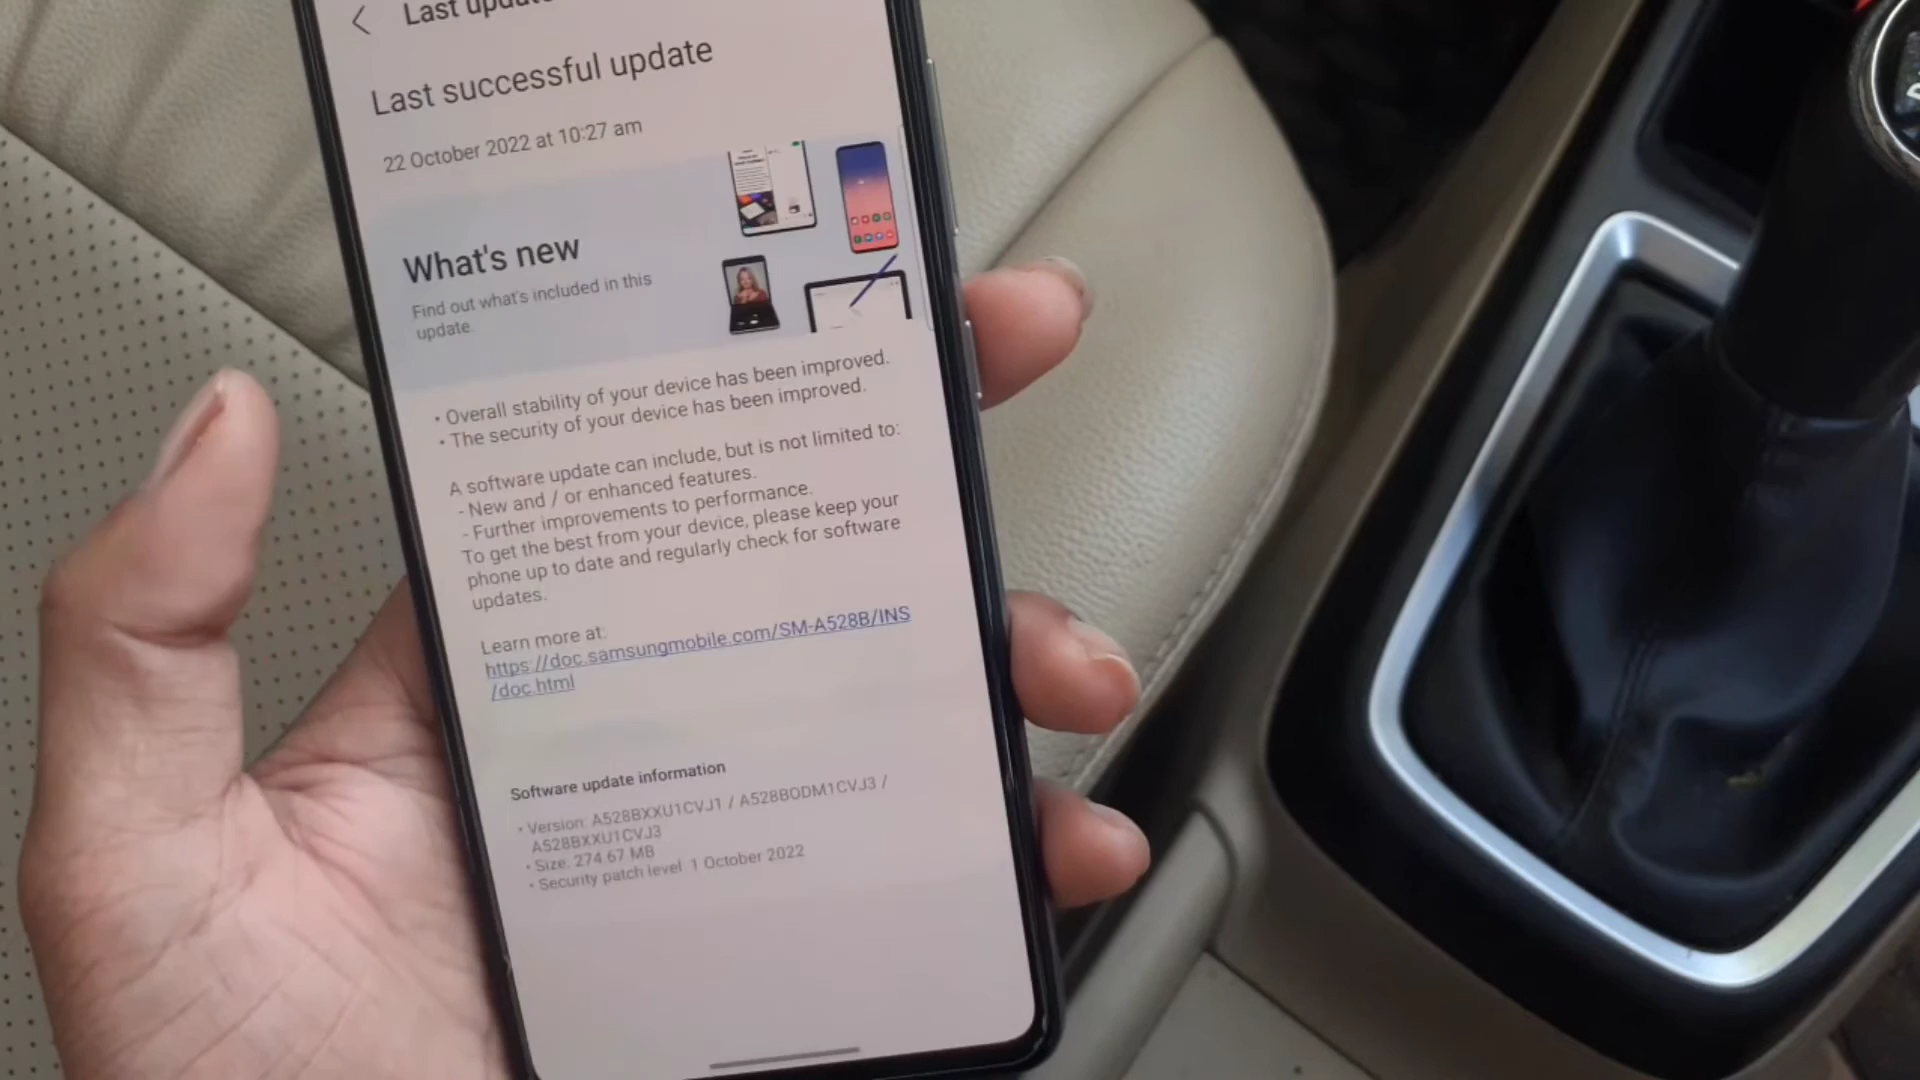 Last update
Last successful update
22 October 2022 at 10:27 am
What's new
Find out what's included in this
update.
• Overall stability of your device has been improved.
• The security of your device has been improved.
A software update can include, but is not limited to:
- New and / or enhanced features.
- Further improvements to performance.
To get the best from your device, please keep your
phone up to date and regularly check for software
updates.
Learn more at:
https://doc.samsungmobile.com/SM-A528B/INS
/doc.html
Software update information
• Version: A528BXXU1CVJ1 / A528BODM1CVJ3 /
A528BXXU1CVJ3
• Size: 274.67 MB
• Security patch level: 1 October 2022